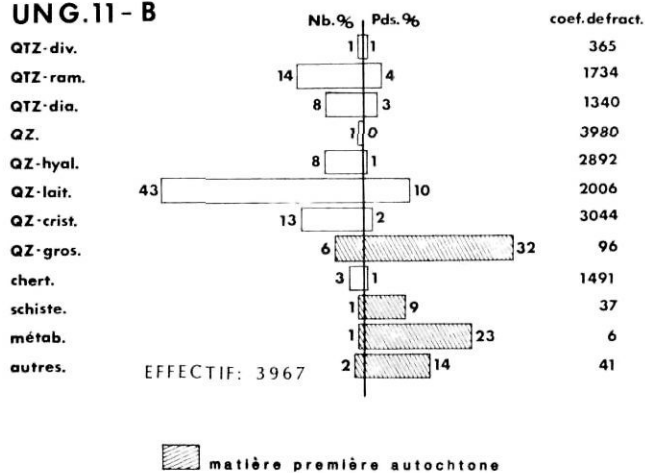 UNG.11-B
Nb.% Pds.% coef.defract.
QTZ-div. 1 1 365
QTZ-ram. 14 4 1734
QTZ-dia. 8 3 1340
QZ. 1 0 3980
QZ-hyal. 8 1 2892
QZ-lait. 43 10 2006
QZ-crist. 13 2 3044
QZ-gros. 6 32 96
chert. 3 1 1491
schiste. 1 9 37
métab. 1 23 6
autres. 2 14 41
EFFECTIF: 3967
matière première autochtone